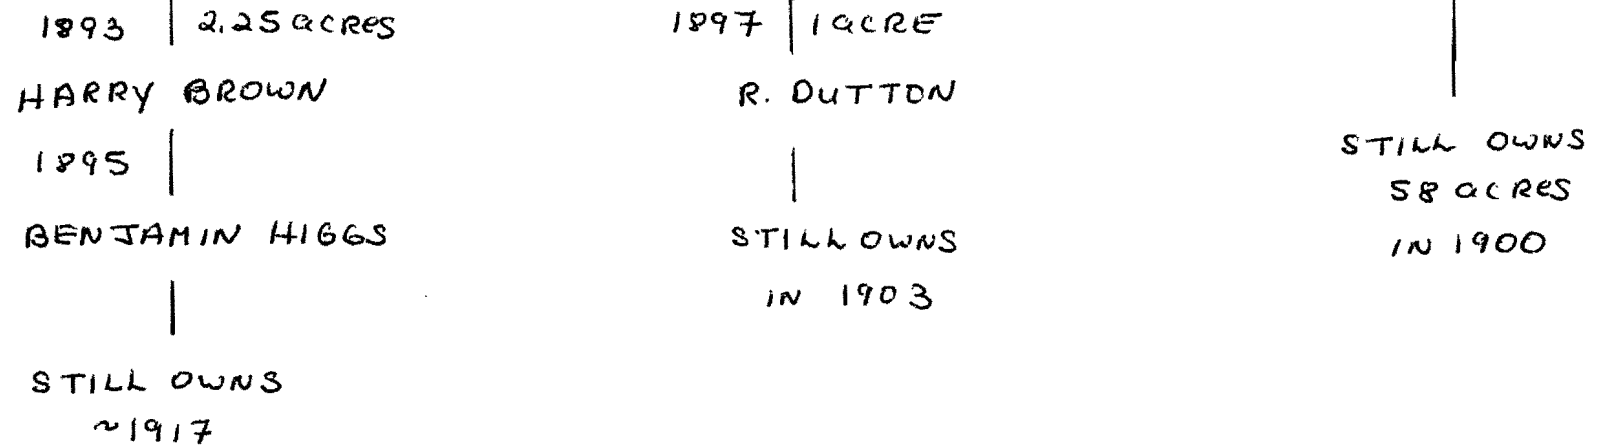 1893 2.25 acres
HARRY BROWN
1895
BENJAMIN HIGGS
STILL OWNS
~1917
1897 1 acre
R. DUTTON
STILL OWNS
IN 1903
STILL OWNS
58 acres
IN 1900